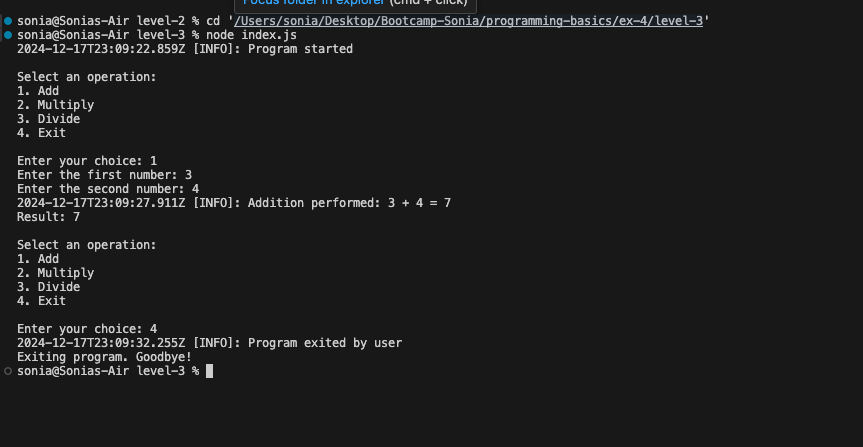 Focus folder in explorer (cmd + click)
sonia@Sonias-Air level-2 % cd '/Users/sonia/Desktop/Bootcamp-Sonia/programming-basics/ex-4/level-3'
sonia@Sonias-Air level-3 % node index.js
2024-12-17T23:09:22.859Z [INFO]: Program started
Select an operation:
1. Add
2. Multiply
3. Divide
4. Exit
Enter your choice: 1
Enter the first number: 3
Enter the second number: 4
2024-12-17T23:09:27.911Z [INFO]: Addition performed: 3 + 4 = 7
Result: 7
Select an operation:
1. Add
2. Multiply
3. Divide
4. Exit
Enter your choice: 4
2024-12-17T23:09:32.255Z [INFO]: Program exited by user
Exiting program. Goodbye!
sonia@Sonias-Air level-3 %